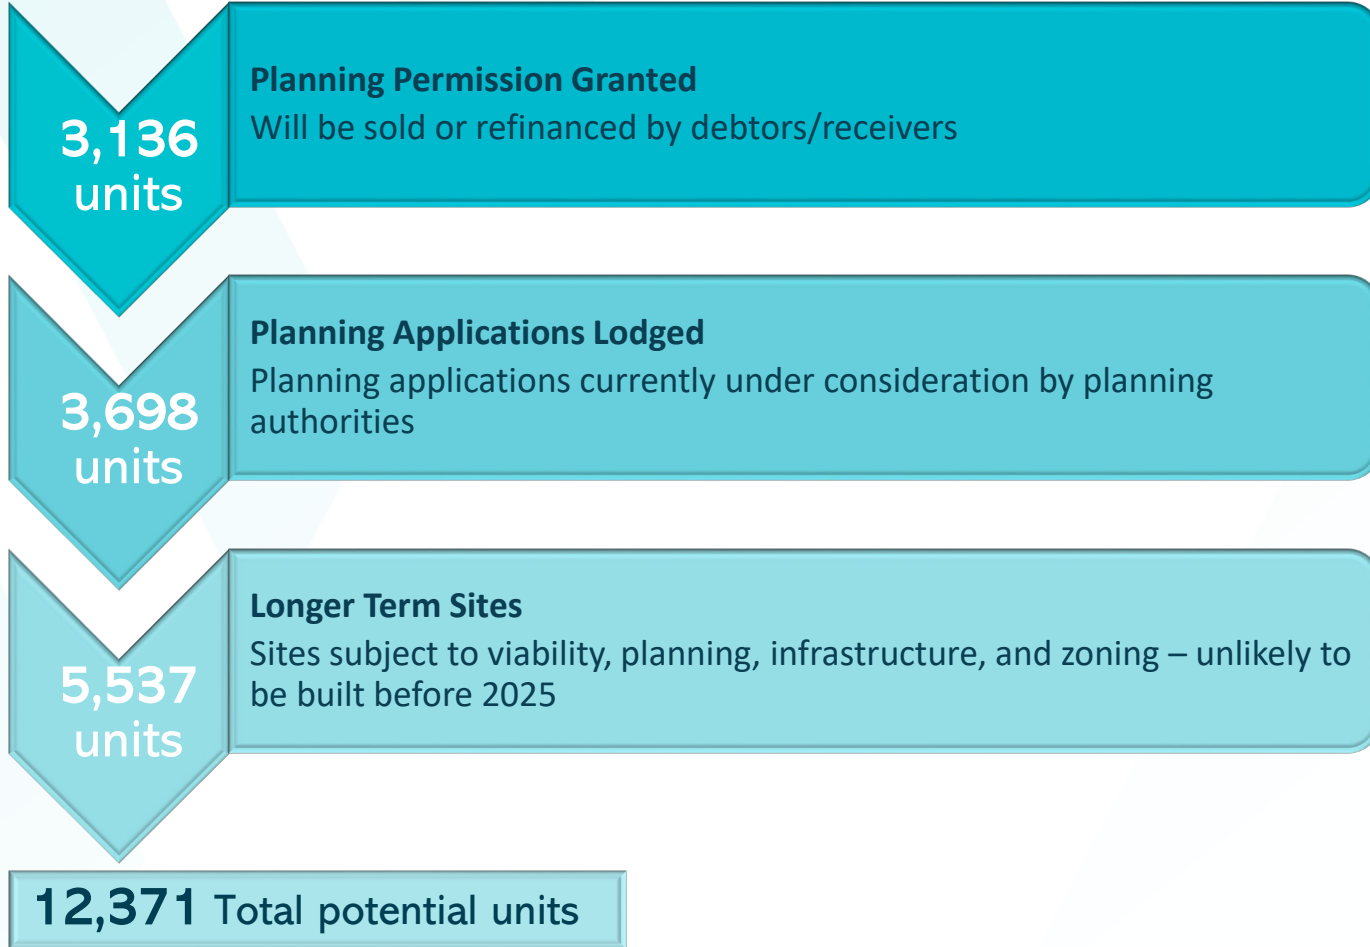 3,136
units
Planning Permission Granted
Will be sold or refinanced by debtors/receivers
3,698
units
Planning Applications Lodged
Planning applications currently under consideration by planning
authorities
5,537
units
Longer Term Sites
Sites subject to viability, planning, infrastructure, and zoning – unlikely to
be built before 2025
12,371 Total potential units